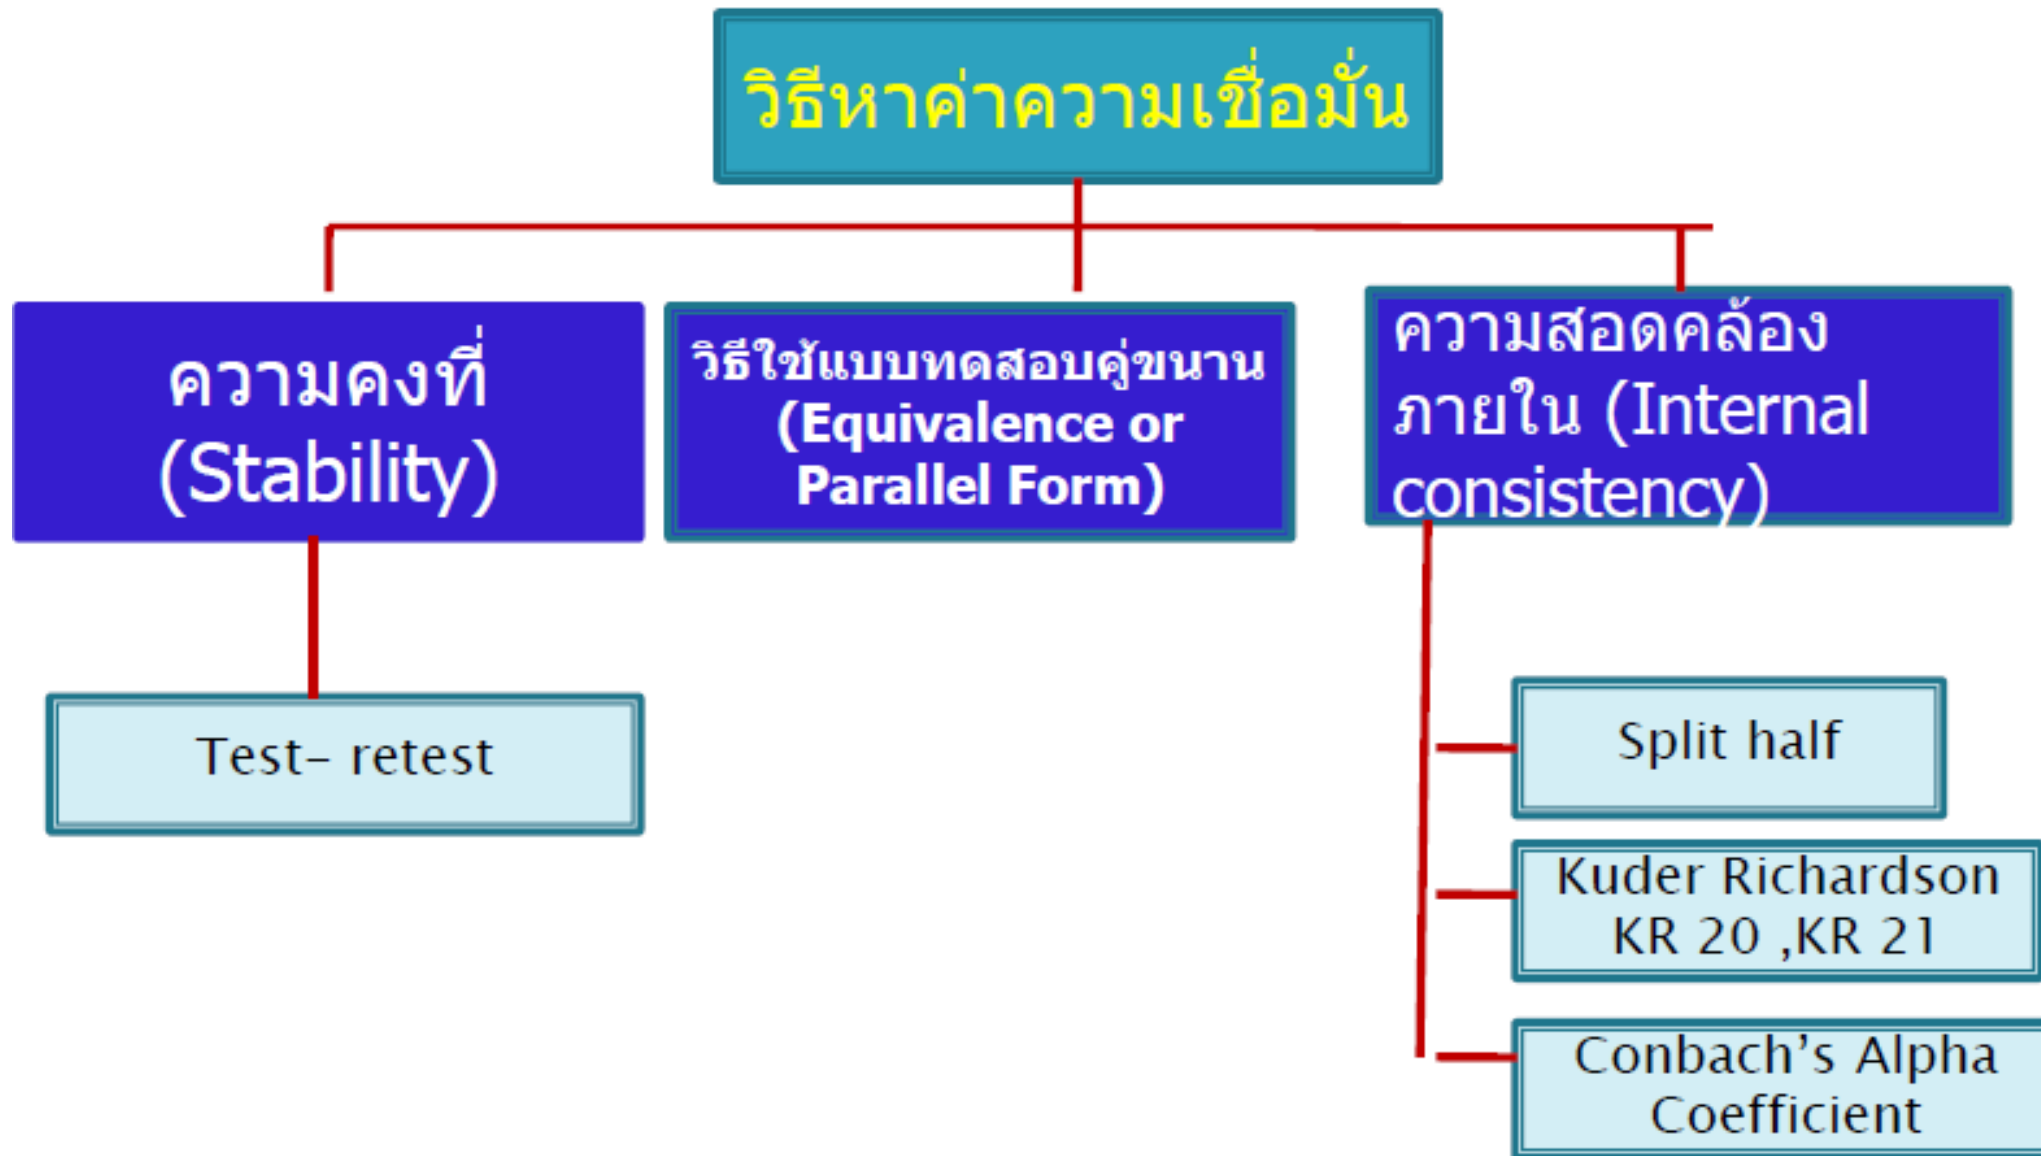 วิธีหาค่าความเชื่อมั่น
ความคงที่
(Stability)
วิธีใช้แบบทดสอบคู่ขนาน
(Equivalence or
Parallel Form)
ความสอดคล้อง
ภายใน (Internal
consistency)
Test– retest
Split half
Kuder Richardson
KR 20 ,KR 21
Conbach’s Alpha
Coefficient